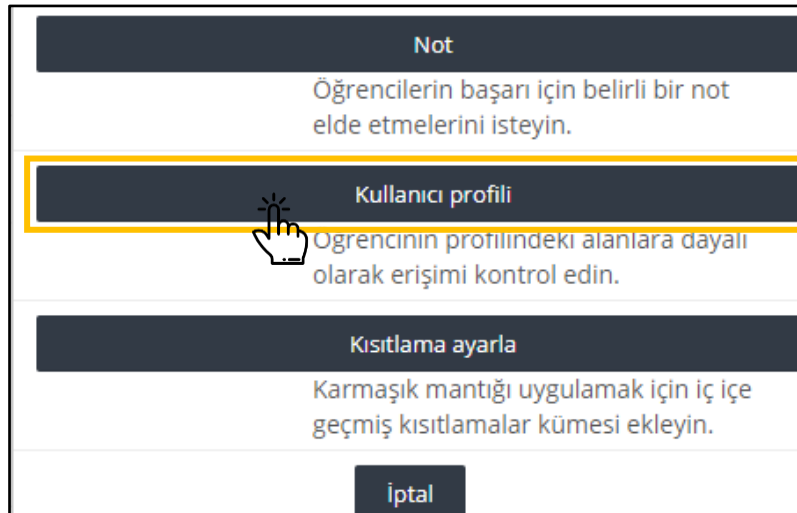 Not
Öğrencilerin başarı için belirli bir not
elde etmelerini isteyin.
Kullanıcı profili
Öğrencinin profilindeki alanlara dayalı
olarak erişimi kontrol edin.
Kısıtlama ayarla
Karmaşık mantığı uygulamak için iç içe
geçmiş kısıtlamalar kümesi ekleyin.
İptal